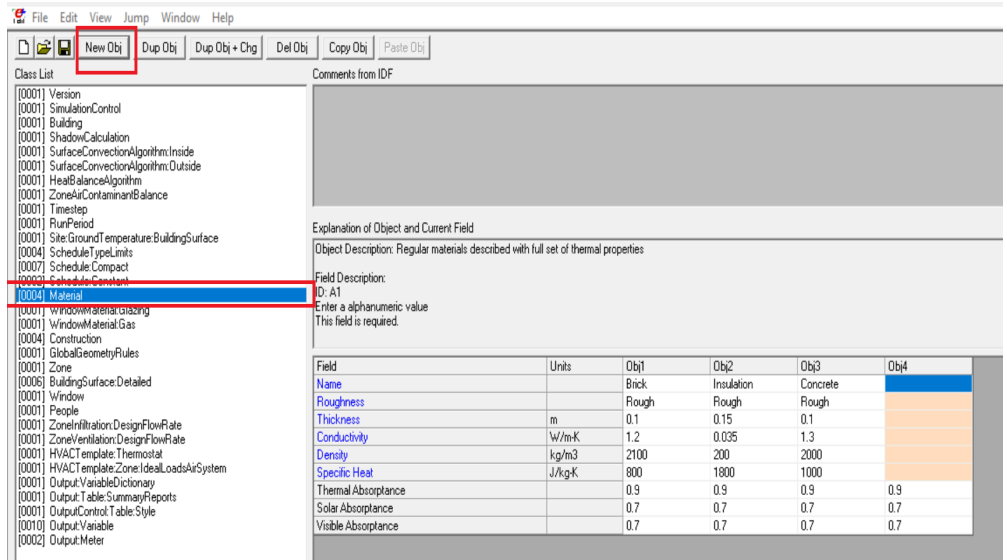 File Edit View Jump Window Help
New Obj Dup Obj Dup Obj + Chg Del Obj Copy Obj Paste Obj
Class List
[0001] Version
[0001] SimulationControl
[0001] Building
[0001] ShadowCalculation
[0001] SurfaceConvectionAlgorithm:Inside
[0001] SurfaceConvectionAlgorithm:Outside
[0001] HeatBalanceAlgorithm
[0001] ZoneAirContaminantBalance
[0001] Timestep
[0001] RunPeriod
[0001] Site:GroundTemperature:BuildingSurface
[0004] ScheduleTypeLimits
[0007] Schedule:Compact
[0002] Schedule:Constant
[0004] Material
[0001] WindowMaterial:Glazing
[0001] WindowMaterial:Gas
[0004] Construction
[0001] GlobalGeometryRules
[0001] Zone
[0006] BuildingSurface:Detailed
[0001] Window
[0001] People
[0001] ZoneInfiltration:DesignFlowRate
[0001] ZoneVentilation:DesignFlowRate
[0001] HVACTemplate:Thermostat
[0001] HVACTemplate:Zone:IdealLoadsAirSystem
[0001] Output:VariableDictionary
[0001] Output:Table:SummaryReports
[0001] OutputControl:Table:Style
[0010] Output:Variable
[0002] Output:Meter
Comments from IDF
Explanation of Object and Current Field
Object Description: Regular materials described with full set of thermal properties
Field Description:
ID: A1
Enter a alphanumeric value
This field is required.
Field Units Obj1 Obj2 Obj3 Obj4
Name Brick Insulation Concrete
Roughness Rough Rough Rough
Thickness m 0.1 0.15 0.1
Conductivity W/m-K 1.2 0.035 1.3
Density kg/m3 2100 200 2000
Specific Heat J/kg-K 800 1800 1000
Thermal Absorptance 0.9 0.9 0.9 0.9
Solar Absorptance 0.7 0.7 0.7 0.7
Visible Absorptance 0.7 0.7 0.7 0.7